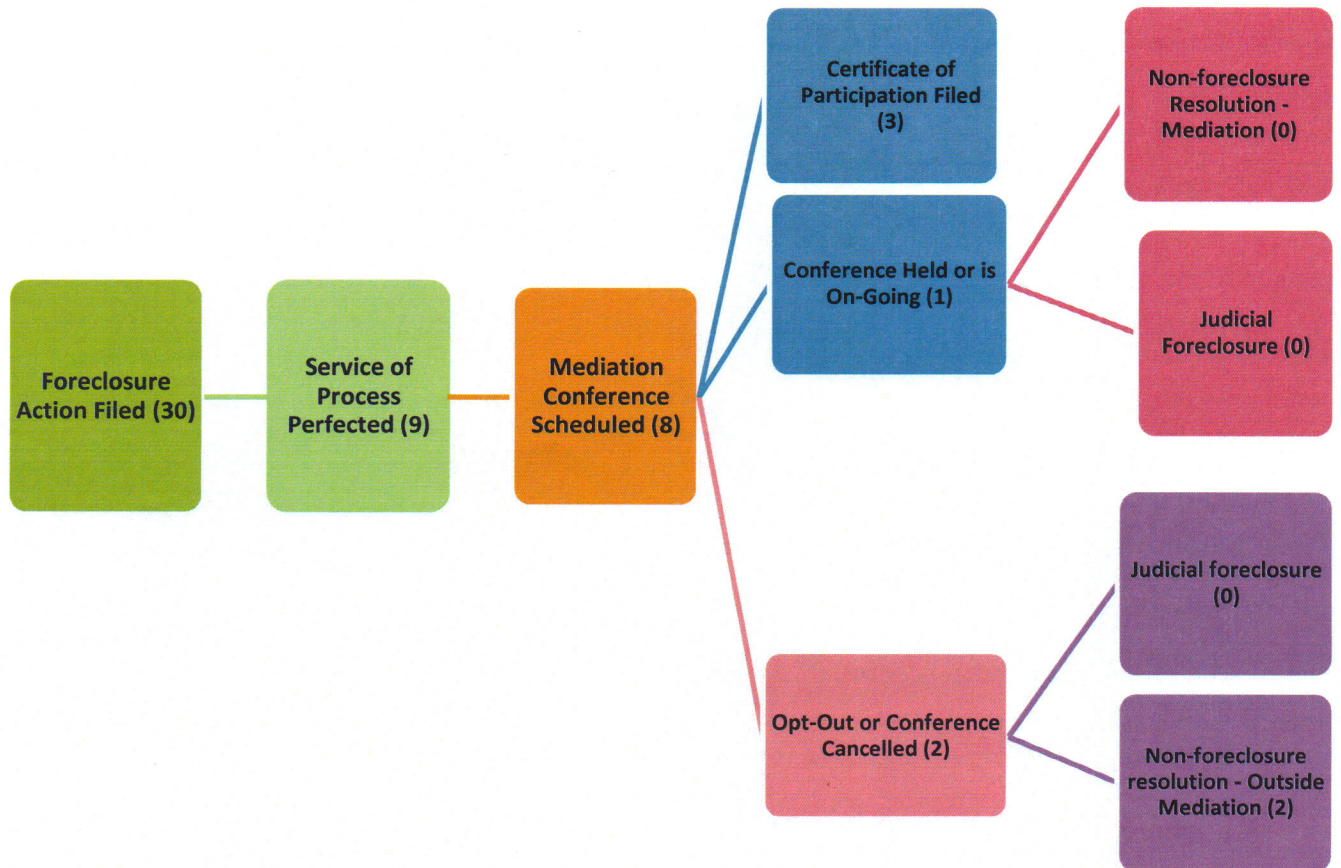 Foreclosure
Action Filed (30)
Service of
Process
Perfected (9)
Mediation
Conference
Scheduled (8)
Certificate of
Participation Filed
(3)
Conference Held or is
On-Going (1)
Opt-Out or Conference
Cancelled (2)
Non-foreclosure
Resolution -
Mediation (0)
Judicial
Foreclosure (0)
Judicial foreclosure
(0)
Non-foreclosure
resolution - Outside
Mediation (2)